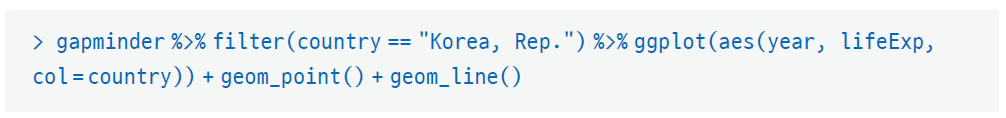 > gapminder %>% filter(country == "Korea, Rep.") %>% ggplot(aes(year, lifeExp,
col=country)) + geom_point() + geom_line()